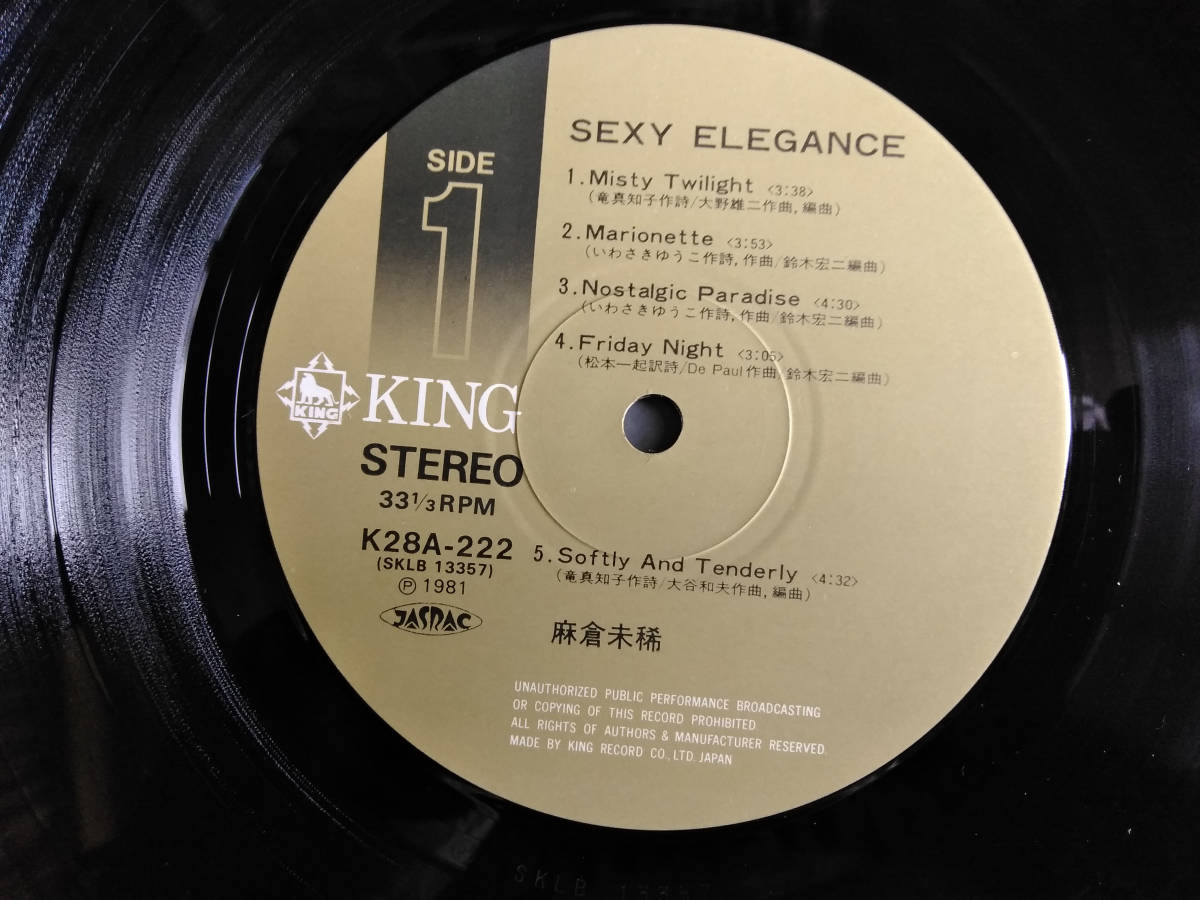 SEXY ELEGANCE
SIDE
1
1.Misty Twilight <3:38>
(竜真知子作詩/大野雄二作曲,編曲)
2.Marionette <3:53>
(いわさきゆうこ作詩,作曲/鈴木宏二編曲)
3.Nostalgic Paradise <4:30>
(いわさきゆうこ作詩,作曲/鈴木宏二編曲)
4.Friday Night <3:05>
(松本一起訳詩/De Paul作曲/鈴木宏二編曲)
KING
KING
STEREO
33 1/3 RPM
K28A-222
(SKLB 13357)
Ⓟ 1981
JASRAC
5.Softly And Tenderly <4:32>
(竜真知子作詩/大谷和夫作曲,編曲)
麻倉未稀
UNAUTHORIZED PUBLIC PERFORMANCE BROADCASTING
OR COPYING OF THIS RECORD PROHIBITED
ALL RIGHTS OF AUTHORS & MANUFACTURER RESERVED.
MADE BY KING RECORD CO., LTD. JAPAN
SKLB 13357